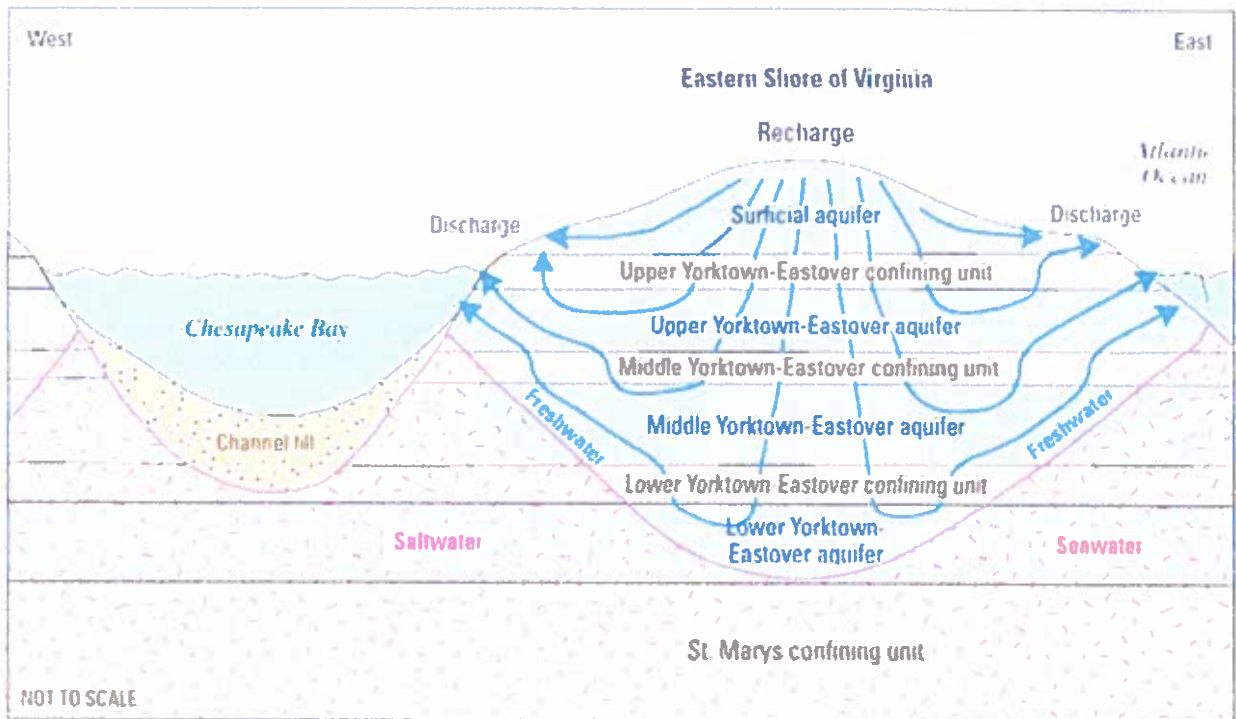 West
East
Eastern Shore of Virginia
Recharge
Atlantic
Ocean
Discharge
Surficial aquifer
Discharge
Upper Yorktown-Eastover confining unit
Chesapeake Bay
Upper Yorktown-Eastover aquifer
Middle Yorktown-Eastover confining unit
Freshwater
Middle Yorktown-Eastover aquifer
Freshwater
Channel fill
Lower Yorktown-Eastover confining unit
Saltwater
Lower Yorktown-
Eastover aquifer
Seawater
St. Marys confining unit
NOT TO SCALE